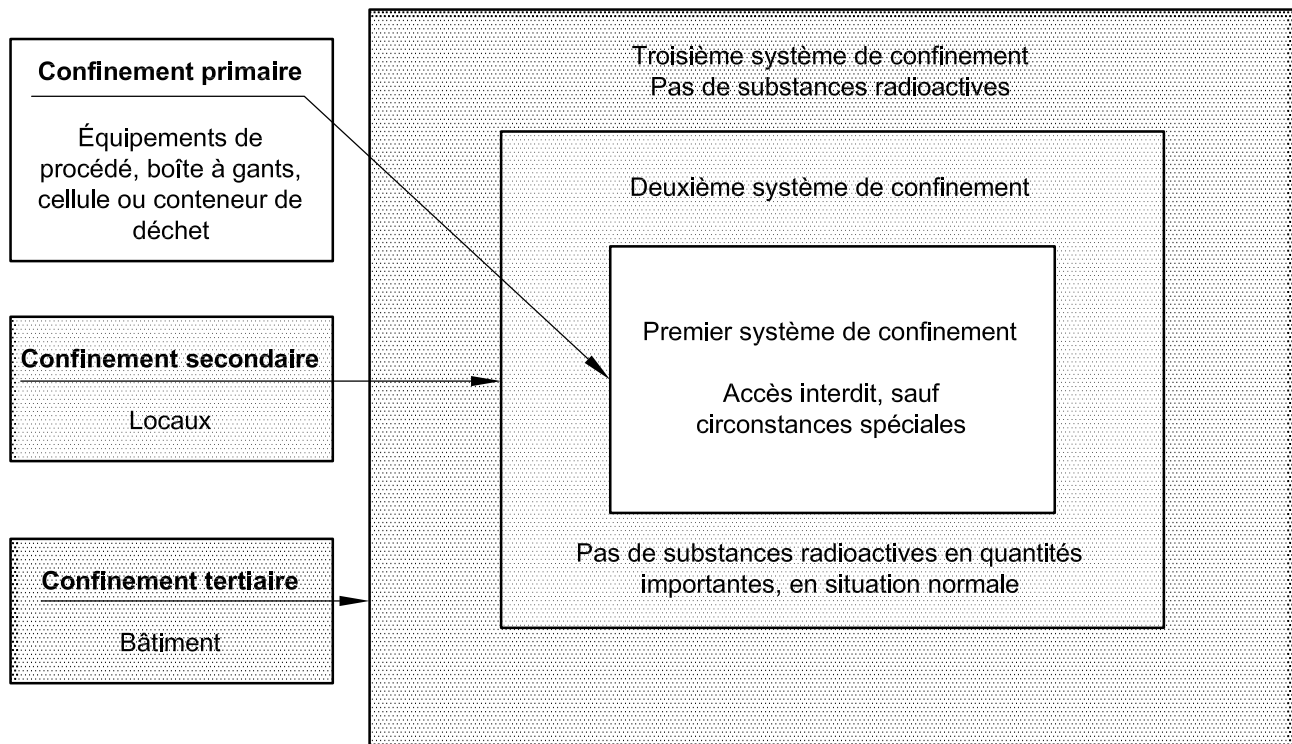 Confinement primaire
Équipements de
procédé, boîte à gants,
cellule ou conteneur de
déchet
Confinement secondaire
Locaux
Confinement tertiaire
Bâtiment
Troisième système de confinement
Pas de substances radioactives
Deuxième système de confinement
Premier système de confinement
Accès interdit, sauf
circonstances spéciales
Pas de substances radioactives en quantités
importantes, en situation normale